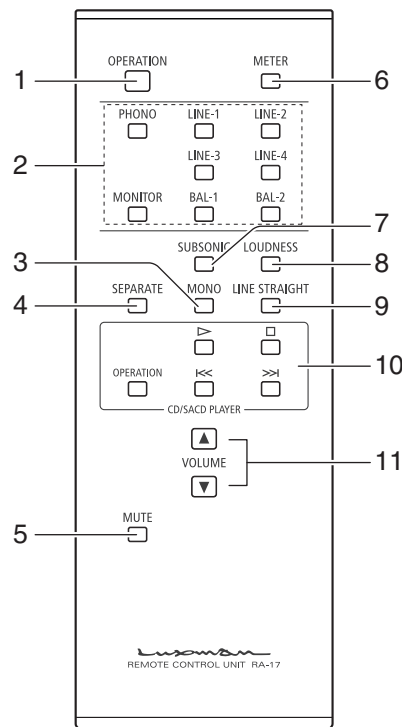 OPERATION METER
1 6
PHONO LINE-1 LINE-2
2
LINE-3 LINE-4
MONITOR BAL-1 BAL-2
7
SUBSONIC LOUDNESS
3 8
SEPARATE MONO LINE STRAIGHT
4 9
10
OPERATION
CD/SACD PLAYER
VOLUME
11
MUTE
5
LUXMAN
REMOTE CONTROL UNIT RA-17